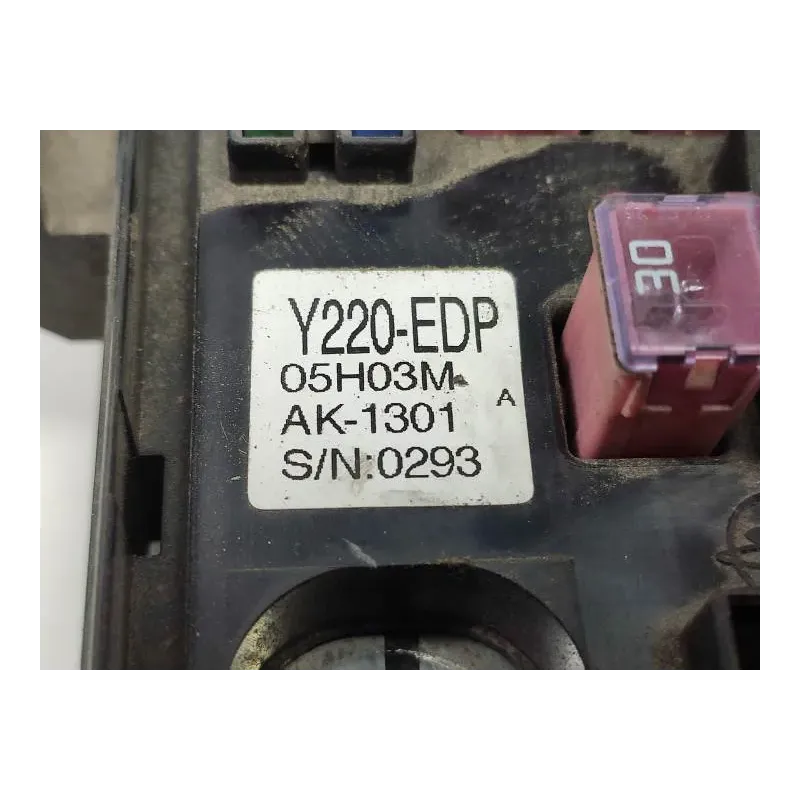 Y220-EDP
05H03M-
A
AK-1301
S/N:0293
30